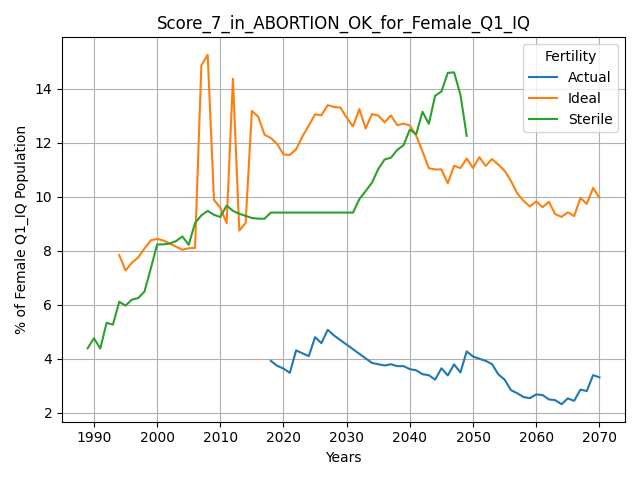 Score_7_in_ABORTION_OK_for_Female_Q1_IQ
% of Female Q1_IQ Population
14
12
10
8
6
4
2
Fertility
Actual
Ideal
Sterile
1990 2000 2010 2020 2030 2040 2050 2060 2070
Years